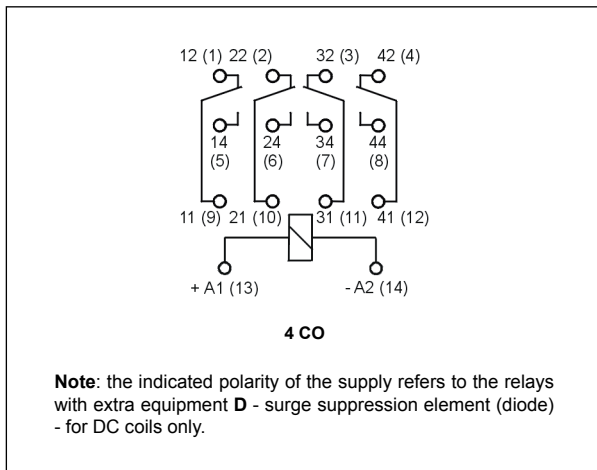 12 (1) 22 (2) 32 (3) 42 (4)
14 24 34 44
(5) (6) (7) (8)
11 (9) 21 (10) 31 (11) 41 (12)
+ A1 (13) - A2 (14)
4 CO
Note: the indicated polarity of the supply refers to the relays
with extra equipment D - surge suppression element (diode)
- for DC coils only.